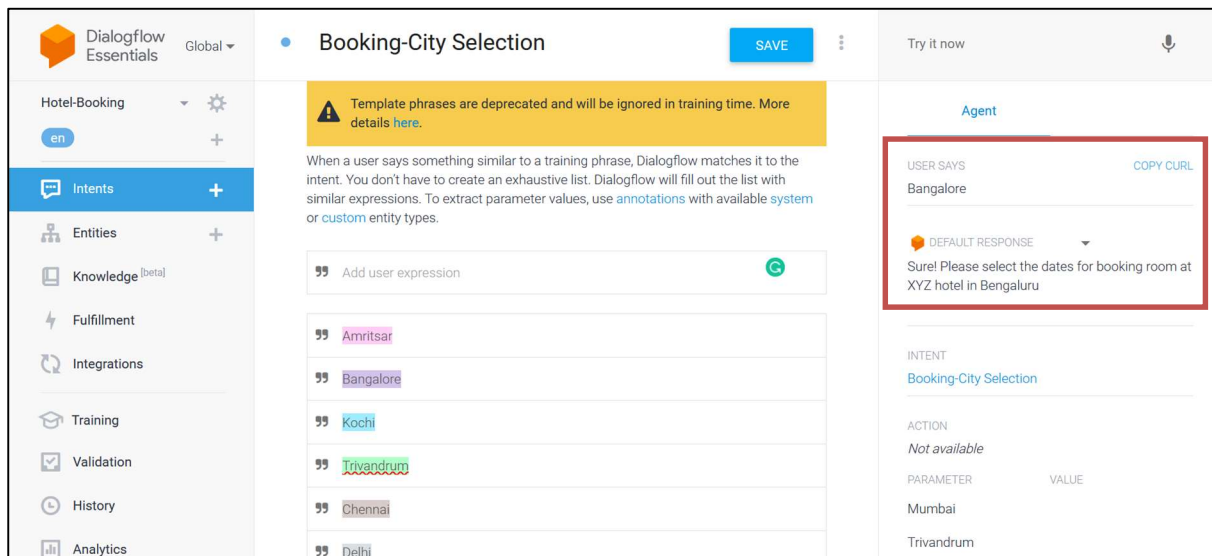 Dialogflow
Essentials
Global
Hotel-Booking
en
Intents
Entities
Knowledge [beta]
Fulfillment
Integrations
Training
Validation
History
Analytics
Booking-City Selection
SAVE
Template phrases are deprecated and will be ignored in training time. More
details here.
When a user says something similar to a training phrase, Dialogflow matches it to the
intent. You don't have to create an exhaustive list. Dialogflow will fill out the list with
similar expressions. To extract parameter values, use annotations with available system
or custom entity types.
Add user expression
Amritsar
Bangalore
Kochi
Trivandrum
Chennai
Delhi
Try it now
Agent
USER SAYS COPY CURL
Bangalore
DEFAULT RESPONSE
Sure! Please select the dates for booking room at
XYZ hotel in Bengaluru
INTENT
Booking-City Selection
ACTION
Not available
PARAMETER VALUE
Mumbai
Trivandrum